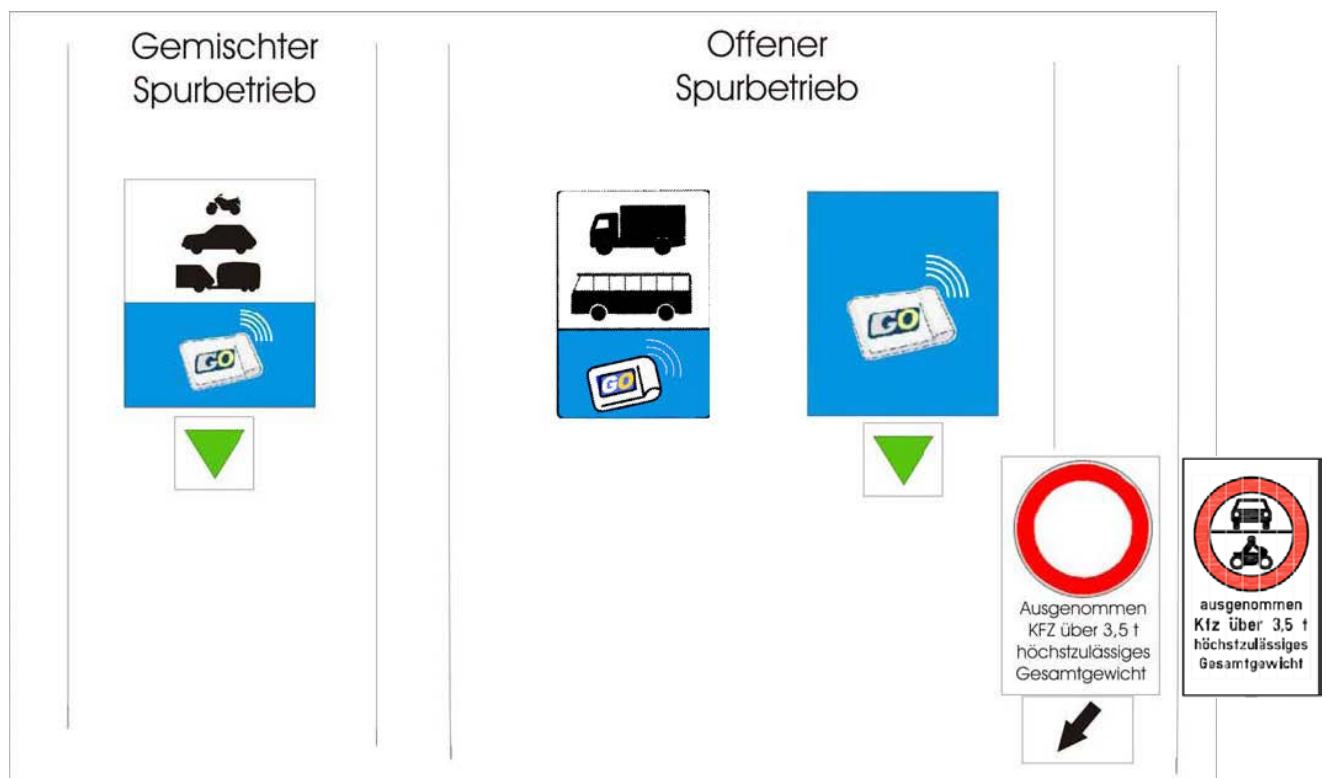 Gemischter
Spurbetrieb
Offener
Spurbetrieb
GO
GO
GO
Ausgenommen
KFZ über 3,5 t
höchstzulässiges
Gesamtgewicht
ausgenommen
Kfz über 3,5 t
höchstzulässiges
Gesamtgewicht